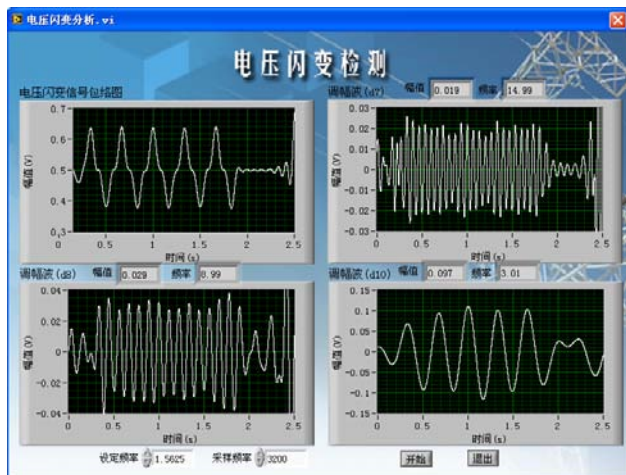 电压闪变分析.vi
电压闪变检测
电压闪变信号包络图
调幅波(d7) 幅值 0.019 频率 14.99
幅值(V)
0.7
0.6
0.5
0.4
0.3
0 0.5 1 1.5 2 2.5
时间(s)
幅值(V)
0.03
0.02
0.01
0
-0.01
-0.02
-0.03
0 0.5 1 1.5 2 2.5
时间(s)
调幅波(d8) 幅值 0.029 频率 8.99
调幅波(d10) 幅值 0.097 频率 3.01
幅值(V)
0.04
0.02
0
-0.02
-0.04
0 0.5 1 1.5 2 2.5
时间(s)
幅值(V)
0.15
0.1
0.05
0
-0.05
-0.1
-0.15
0 0.5 1 1.5 2 2.5
时间(s)
设定频率 1.5625 采样频率 3200 开始 退出